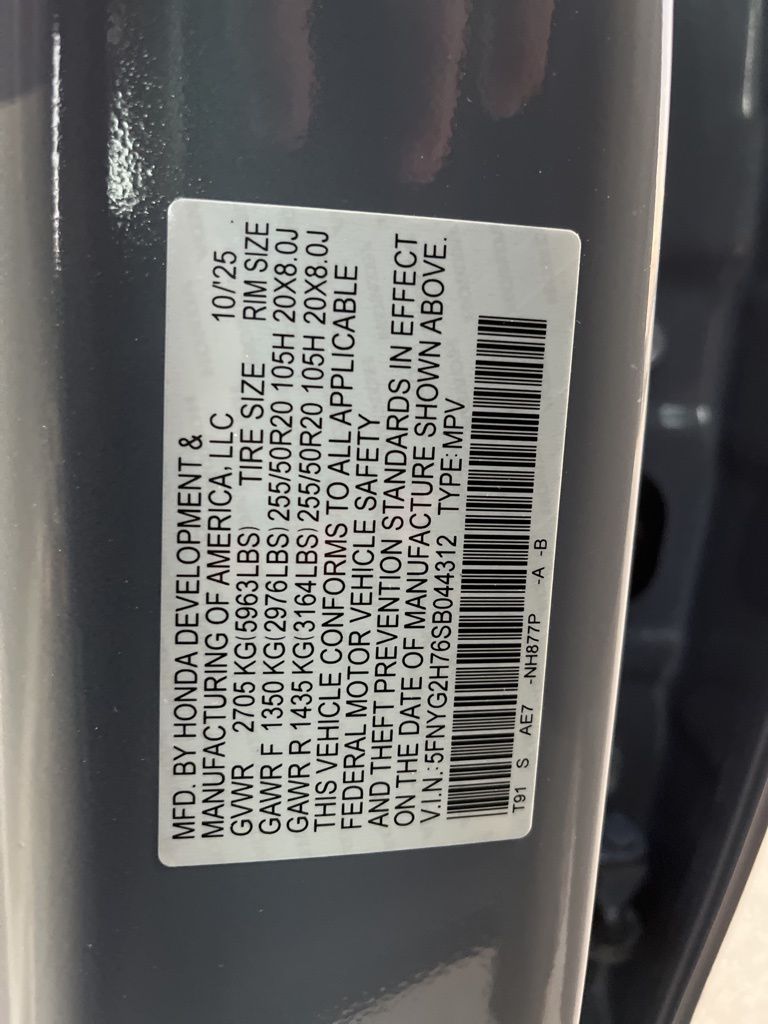 MFD. BY HONDA DEVELOPMENT &
MANUFACTURING OF AMERICA, LLC 10/'25
GVWR 2705 KG(5963LBS) TIRE SIZE RIM SIZE
GAWR F 1350 KG(2976LBS) 255/50R20 105H 20X8.0J
GAWR R 1435 KG(3164LBS) 255/50R20 105H 20X8.0J
THIS VEHICLE CONFORMS TO ALL APPLICABLE
FEDERAL MOTOR VEHICLE SAFETY
AND THEFT PREVENTION STANDARDS IN EFFECT
ON THE DATE OF MANUFACTURE SHOWN ABOVE.
V.I.N.:5FNYG2H76SB044312 TYPE:MPV
T91 S AE7 -NH877P -A -B